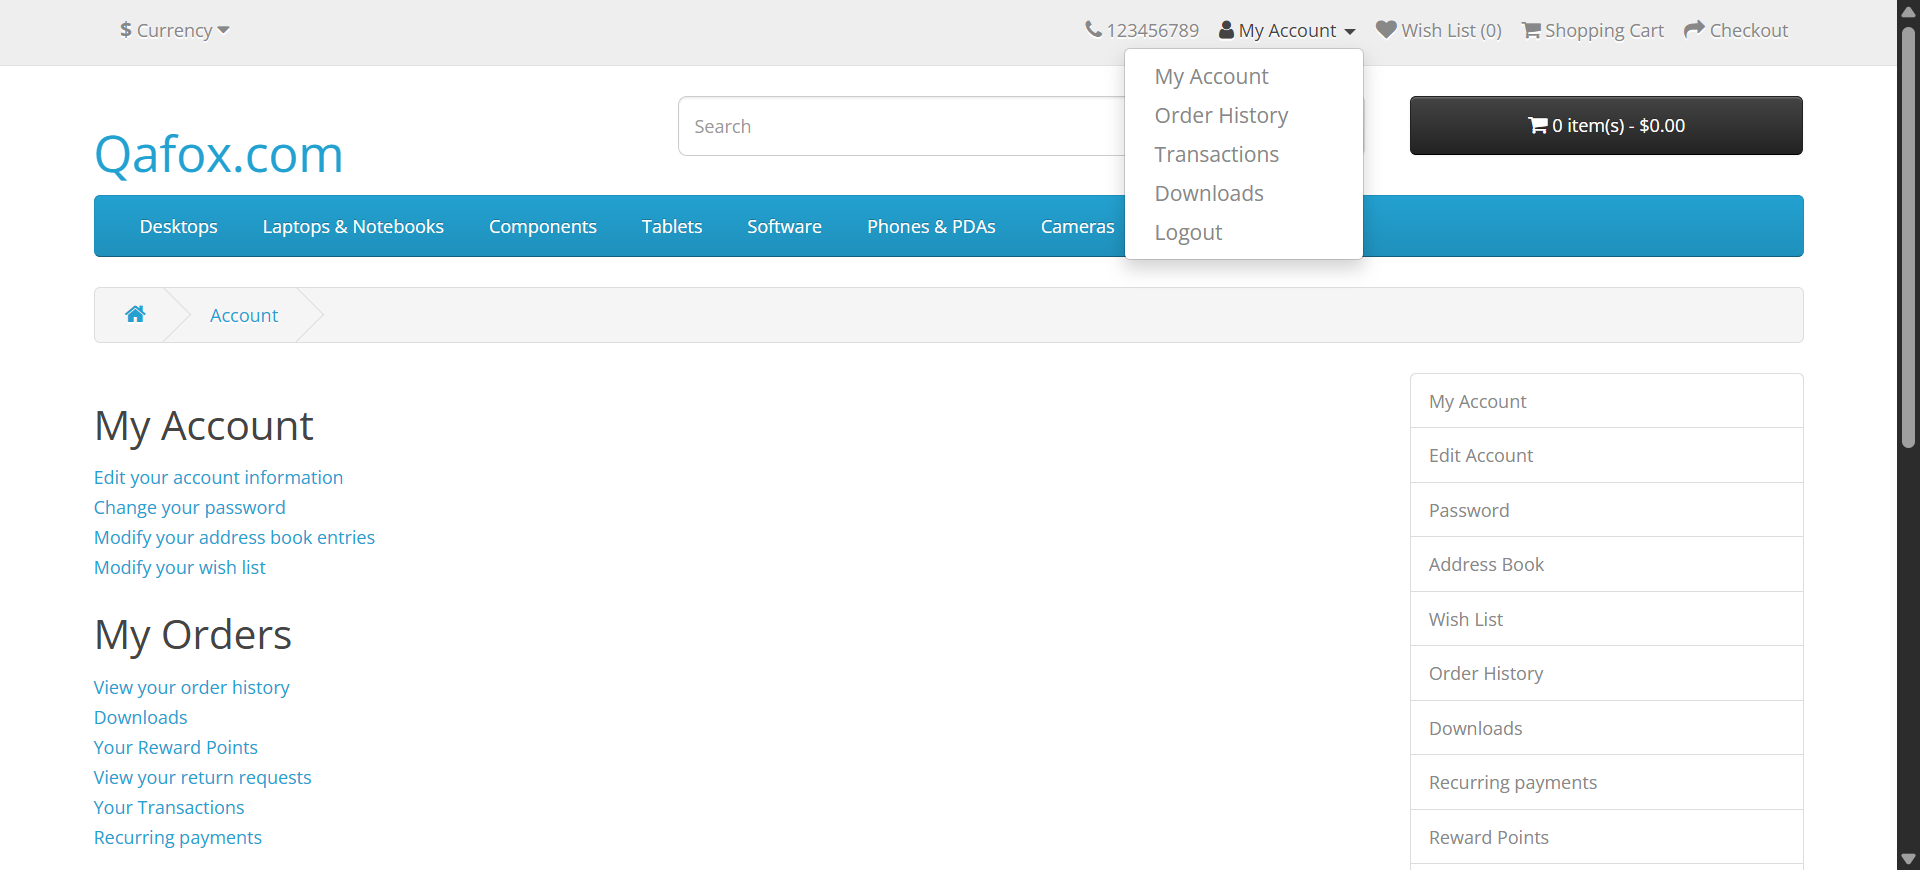 $ Currency
123456789 My Account Wish List (0) Shopping Cart Checkout
My Account
Order History
Transactions
Downloads
Logout
Qafox.com
Search
0 item(s) - $0.00
Desktops Laptops & Notebooks Components Tablets Software Phones & PDAs Cameras
Account
My Account
Edit your account information
Change your password
Modify your address book entries
Modify your wish list
My Orders
View your order history
Downloads
Your Reward Points
View your return requests
Your Transactions
Recurring payments
My Account
Edit Account
Password
Address Book
Wish List
Order History
Downloads
Recurring payments
Reward Points